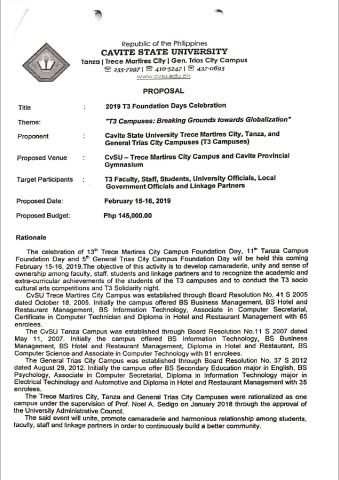 Republic of the Philippines
CAVITE STATE UNIVERSITY
Tanza | Trece Martires City | Gen. Trias City Campus
☏ 235-7997 | ☏ 410-5247 | ☏ 437-0693
www.cvsu.edu.ph
PROPOSAL
Title : 2019 T3 Foundation Days Celebration
Theme: "T3 Campuses: Breaking Grounds towards Globalization"
Proponent : Cavite State University Trece Martires City, Tanza, and
General Trias City Campuses (T3 Campuses)
Proposed Venue : CvSU – Trece Martires City Campus and Cavite Provincial
Gymnasium
Target Participants : T3 Faculty, Staff, Students, University Officials, Local
Government Officials and Linkage Partners
Proposed Date: February 15-16, 2019
Proposed Budget: Php 145,000.00
Rationale
The celebration of 13th Trece Martires City Campus Foundation Day, 11th Tanza Campus
Foundation Day and 5th General Trias City Campus Foundation Day will be held this coming
February 15-16, 2019.The objective of this activity is to develop camaraderie, unity and sense of
ownership among faculty, staff, students and linkage partners and to recognize the academic and
extra-curricular achievements of the students of the T3 campuses and to conduct the T3 socio
cultural arts competitions and T3 Solidarity right.
CvSU Trece Martires City Campus was established through Board Resolution No. 41 S 2005
dated October 18, 2005. Initially the campus offered BS Business Management, BS Hotel and
Restaurant Management, BS Information Technology, Associate in Computer Secretarial,
Certificate in Computer Technician and Diploma in Hotel and Restaurant Management with 65
enrolees.
The CvSU Tanza Campus was established through Board Resolution No.11 S 2007 dated
May 11, 2007. Initially the campus offered BS Information Technology, BS Business
Management, BS Hotel and Restaurant Management, Diploma in Hotel and Restaurant, BS
Computer Science and Associate in Computer Technology with 81 enrolees.
The General Trias City Campus was established through Board Resolution No. 37 S 2012
dated August 29, 2012. Initially the campus offer BS Secondary Education major in English, BS
Psychology, Associate in Computer Secretarial, Diploma in Information Technology major in
Electrical Techinology and Automotive and Diploma in Hotel and Restaurant Management with 35
enrolees.
The Trece Martires City, Tanza and General Trias City Campuses were rationalized as one
campus under the supervision of Prof. Noel A. Sedigo on January 2018 through the approval of
the University Administrative Council.
The said event will unite, promote camaraderie and harmonious relationship among students,
faculty, staff and linkage partners in order to continously build a better community.